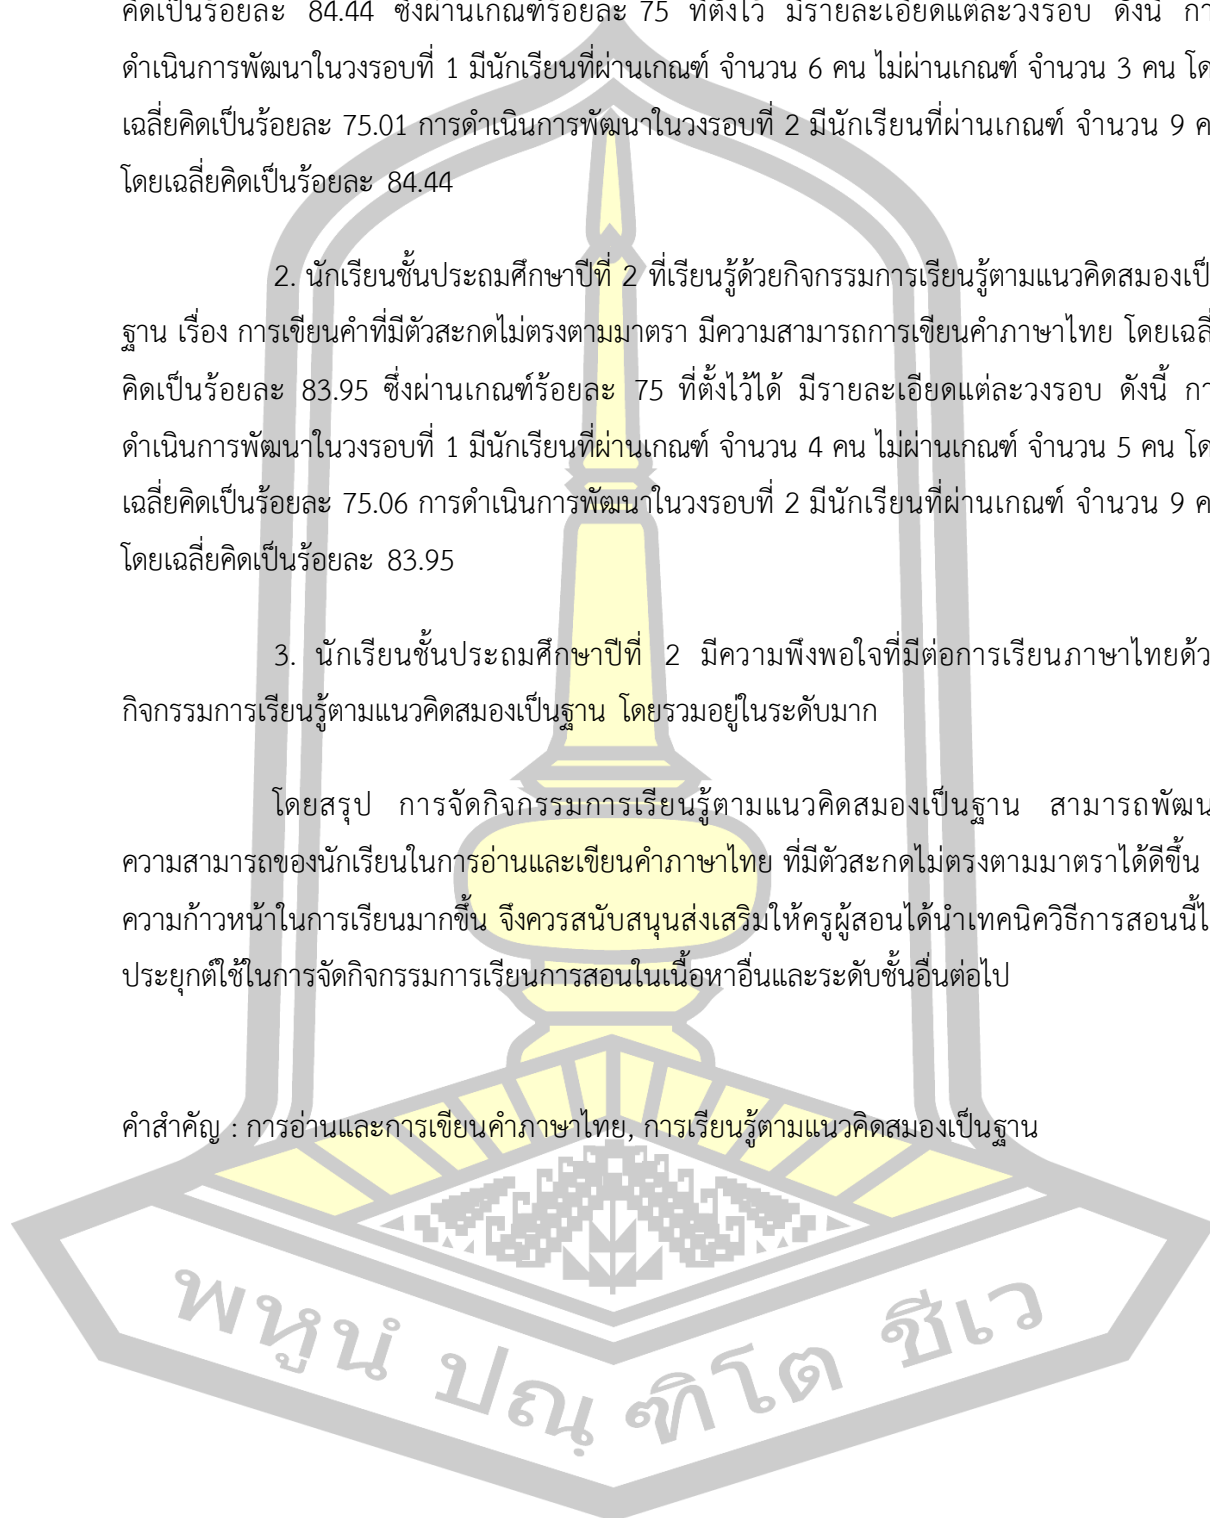 คิดเป็นร้อยละ 84.44 ซึ่งผ่านเกณฑ์ร้อยละ 75 ที่ตั้งไว้ มีรายละเอียดแต่ละวงรอบ ดังนี้ กา
ดำเนินการพัฒนาในวงรอบที่ 1 มีนักเรียนที่ผ่านเกณฑ์ จำนวน 6 คน ไม่ผ่านเกณฑ์ จำนวน 3 คน โด
เฉลี่ยคิดเป็นร้อยละ 75.01 การดำเนินการพัฒนาในวงรอบที่ 2 มีนักเรียนที่ผ่านเกณฑ์ จำนวน 9 ค
โดยเฉลี่ยคิดเป็นร้อยละ 84.44
2. นักเรียนชั้นประถมศึกษาปีที่ 2 ที่เรียนรู้ด้วยกิจกรรมการเรียนรู้ตามแนวคิดสมองเป็
ฐาน เรื่อง การเขียนคำที่มีตัวสะกดไม่ตรงตามมาตรา มีความสามารถการเขียนคำภาษาไทย โดยเฉลี่
คิดเป็นร้อยละ 83.95 ซึ่งผ่านเกณฑ์ร้อยละ 75 ที่ตั้งไว้ได้ มีรายละเอียดแต่ละวงรอบ ดังนี้ กา
ดำเนินการพัฒนาในวงรอบที่ 1 มีนักเรียนที่ผ่านเกณฑ์ จำนวน 4 คน ไม่ผ่านเกณฑ์ จำนวน 5 คน โด
เฉลี่ยคิดเป็นร้อยละ 75.06 การดำเนินการพัฒนาในวงรอบที่ 2 มีนักเรียนที่ผ่านเกณฑ์ จำนวน 9 ค
โดยเฉลี่ยคิดเป็นร้อยละ 83.95
3. นักเรียนชั้นประถมศึกษาปีที่ 2 มีความพึงพอใจที่มีต่อการเรียนภาษาไทยด้ว
กิจกรรมการเรียนรู้ตามแนวคิดสมองเป็นฐาน โดยรวมอยู่ในระดับมาก
โดยสรุป การจัดกิจกรรมการเรียนรู้ตามแนวคิดสมองเป็นฐาน สามารถพัฒน
ความสามารถของนักเรียนในการอ่านและเขียนคำภาษาไทย ที่มีตัวสะกดไม่ตรงตามมาตราได้ดีขึ้น
ความก้าวหน้าในการเรียนมากขึ้น จึงควรสนับสนุนส่งเสริมให้ครูผู้สอนได้นำเทคนิควิธีการสอนนี้ไ
ประยุกต์ใช้ในการจัดกิจกรรมการเรียนการสอนในเนื้อหาอื่นและระดับชั้นอื่นต่อไป
คำสำคัญ : การอ่านและการเขียนคำภาษาไทย, การเรียนรู้ตามแนวคิดสมองเป็นฐาน
พหูนํ ปณฺฑิโต ชีเว